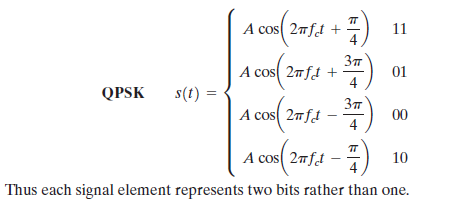 A cos(2πf_ct + π/4) 11
A cos(2πf_ct + 3π/4) 01
QPSK s(t) =
A cos(2πf_ct − 3π/4) 00
A cos(2πf_ct − π/4) 10
Thus each signal element represents two bits rather than one.